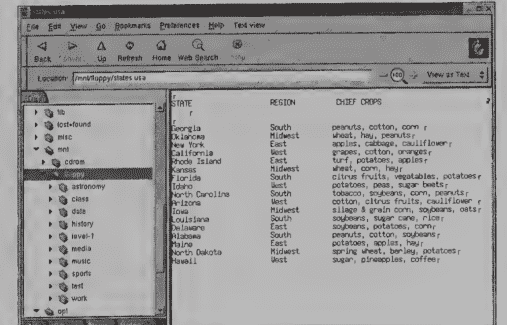 states usa
File Edit View Go Bookmarks Preferences Help Text view
Back Up Refresh Home Web Search Stop
Location: /mnt/floppy/states usa 100 View as Text
lib
lost+found
misc
mnt
cdrom
floppy
astronomy
class
date
history
level-1
media
music
sports
test
work
opt
STATE REGION CHIEF CROPS
Georgia South peanuts, cotton, corn
Oklahoma Midwest wheat, hay, peanuts
New York East apples, cabbage, cauliflower
California West grapes, cotton, oranges
Rhode Island East turf, potatoes, apples
Kansas Midwest wheat, corn, hay
Florida South citrus fruits, vegetables, potatoes
Idaho West potatoes, peas, sugar beets
North Carolina South tobacco, soybeans, corn, peanuts
Arizona West cotton, citrus fruits, cauliflower
Iowa Midwest silage & grain corn, soybeans, oats
Louisiana South soybeans, sugar cane, rice
Delaware East soybeans, potatoes, corn
Alabama South peanuts, cotton, soybeans
Maine East potatoes, apples, hay
North Dakota Midwest spring wheat, barley, potatoes
Hawaii West sugar, pineapples, coffee